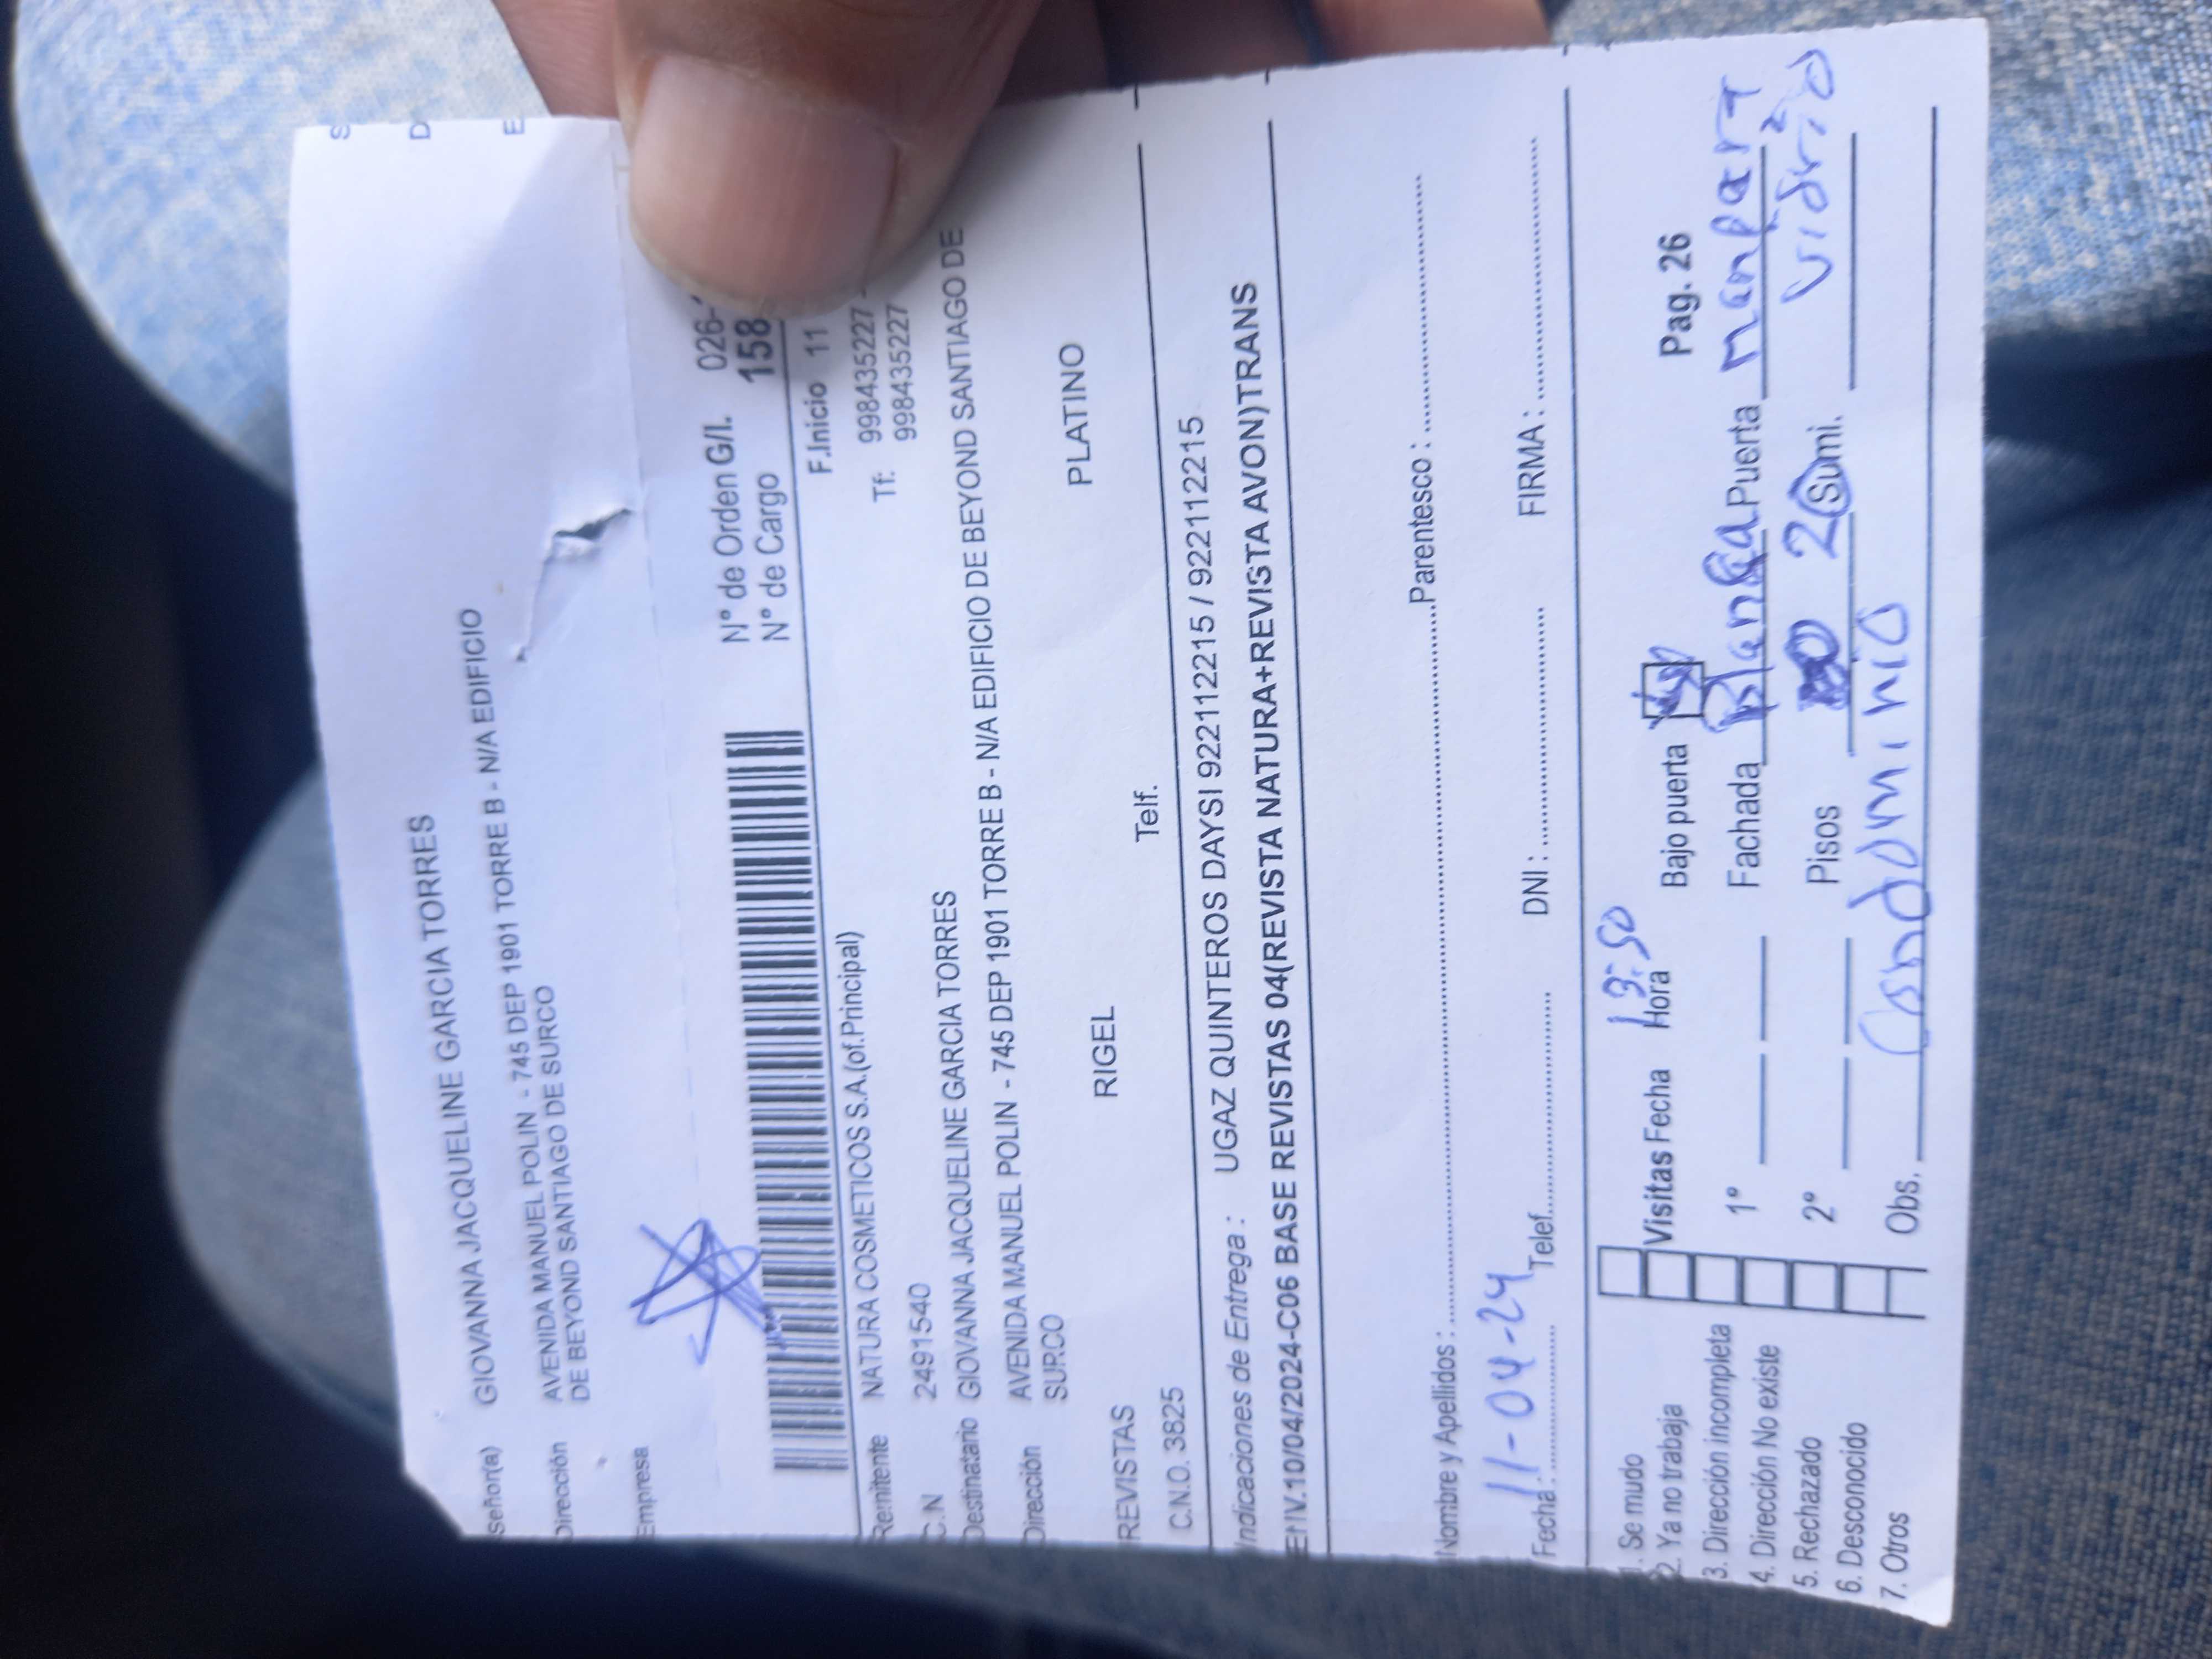 Señor(a) GIOVANNA JACQUELINE GARCIA TORRES
Dirección AVENIDA MANUEL POLIN - 745 DEP 1901 TORRE B - N/A EDIFICIO
DE BEYOND SANTIAGO DE SURCO
Empresa
S
D
E
N° de Orden G/I. 026-
N° de Cargo 158
F.Inicio 11
Remitente NATURA COSMETICOS S.A.(of.Principal) Tf: 998435227 -
C.N 2491540 998435227
Destinatario GIOVANNA JACQUELINE GARCIA TORRES
Dirección AVENIDA MANUEL POLIN - 745 DEP 1901 TORRE B - N/A EDIFICIO DE BEYOND SANTIAGO DE
SURCO
REVISTAS RIGEL PLATINO
C.N.O. 3825 Telf.
Indicaciones de Entrega : UGAZ QUINTEROS DAYSI 922112215 / 922112215
ENV.10/04/2024-C06 BASE REVISTAS 04(REVISTA NATURA+REVISTA AVON)TRANS
Nombre y Apellidos : Parentesco :
Fecha : 11-04-24 Telef. DNI : FIRMA :
1. Se mudo
2. Ya no trabaja
3. Dirección incompleta
4. Dirección No existe
5. Rechazado
6. Desconocido
7. Otros
Visitas Fecha Hora 13:50 Bajo puerta Pag. 26
1° Fachada Puerta
2° Pisos 20 Sumi. vidrio
Obs. Condominio